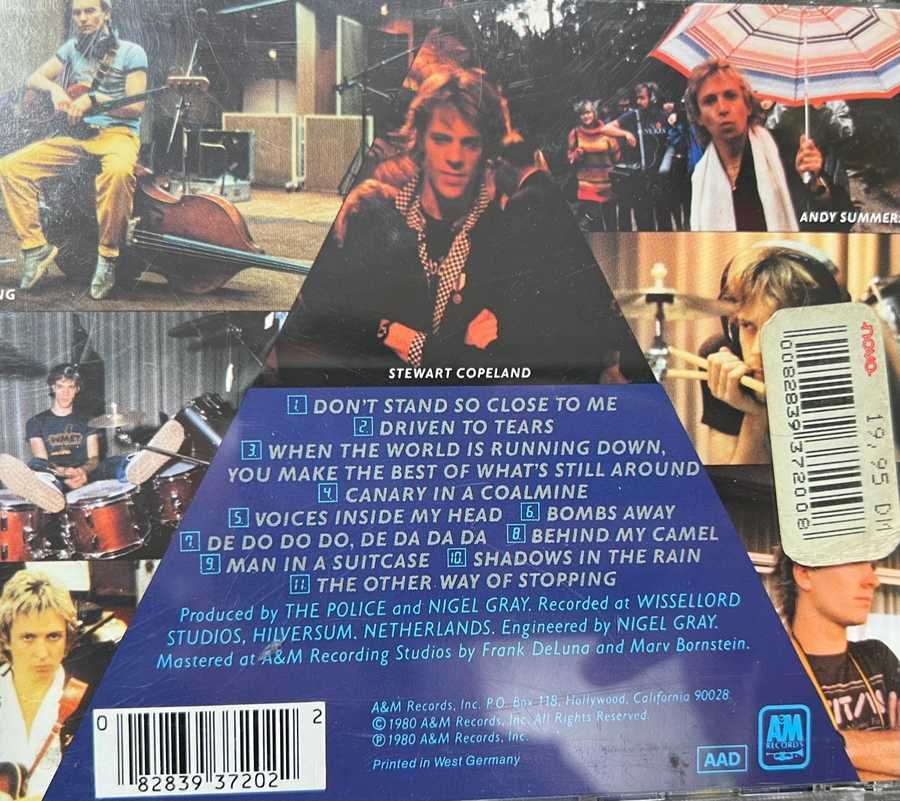 ANDY SUMMERS
NG
STEWART COPELAND
1. DON'T STAND SO CLOSE TO ME
2. DRIVEN TO TEARS
3. WHEN THE WORLD IS RUNNING DOWN,
YOU MAKE THE BEST OF WHAT'S STILL AROUND
4. CANARY IN A COALMINE
5. VOICES INSIDE MY HEAD 6. BOMBS AWAY
7. DE DO DO DO, DE DA DA DA 8. BEHIND MY CAMEL
9. MAN IN A SUITCASE 10. SHADOWS IN THE RAIN
11. THE OTHER WAY OF STOPPING
Produced by THE POLICE and NIGEL GRAY. Recorded at WISSELLORD
STUDIOS, HILVERSUM. NETHERLANDS. Engineered by NIGEL GRAY.
Mastered at A&M Recording Studios by Frank DeLuna and Marv Bornstein.
A&M Records, Inc. P.O. Box 118, Hollywood, California 90028.
©1980 A&M Records, Inc. All Rights Reserved.
℗1980 A&M Records, Inc.
Printed in West Germany
AAD
A&M
RECORDS
0 2
82839 37202
novo
0082839372008
19,95 DM